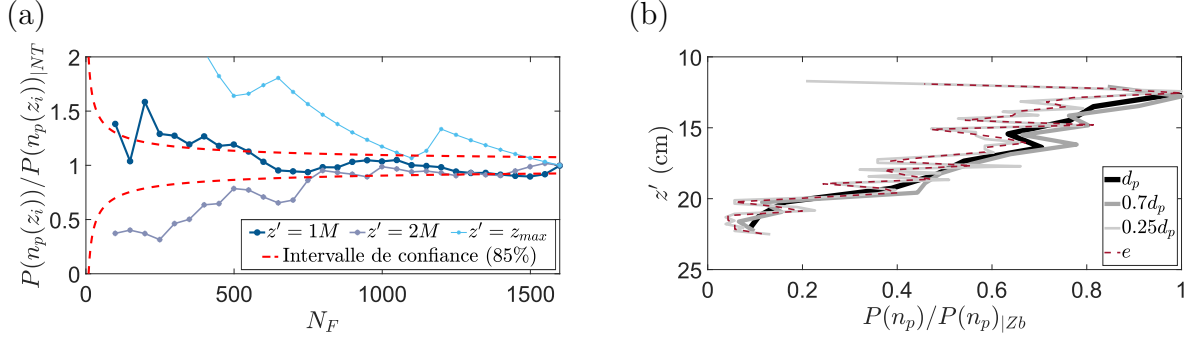 (a)
P(n_p(z_i))/P(n_p(z_i))_{|NT}
2
1.5
1
0.5
0
0 500 1000 1500
N_F
z' = 1M z' = 2M z' = z_{max}
Intervalle de confiance (85%)
(b)
z' (cm)
10
15
20
25
0 0.2 0.4 0.6 0.8 1
P(n_p)/P(n_p)_{|Zb}
d_p
0.7d_p
0.25d_p
e